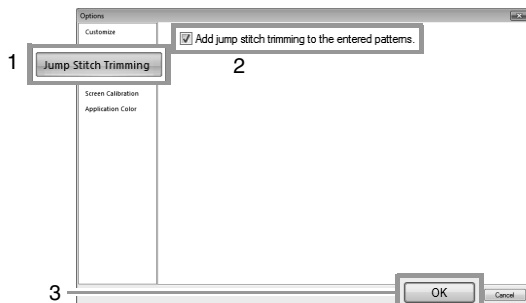 Options
Customize
Add jump stitch trimming to the entered patterns.
1
Jump Stitch Trimming
2
Screen Calibration
Application Color
3
OK
Cancel